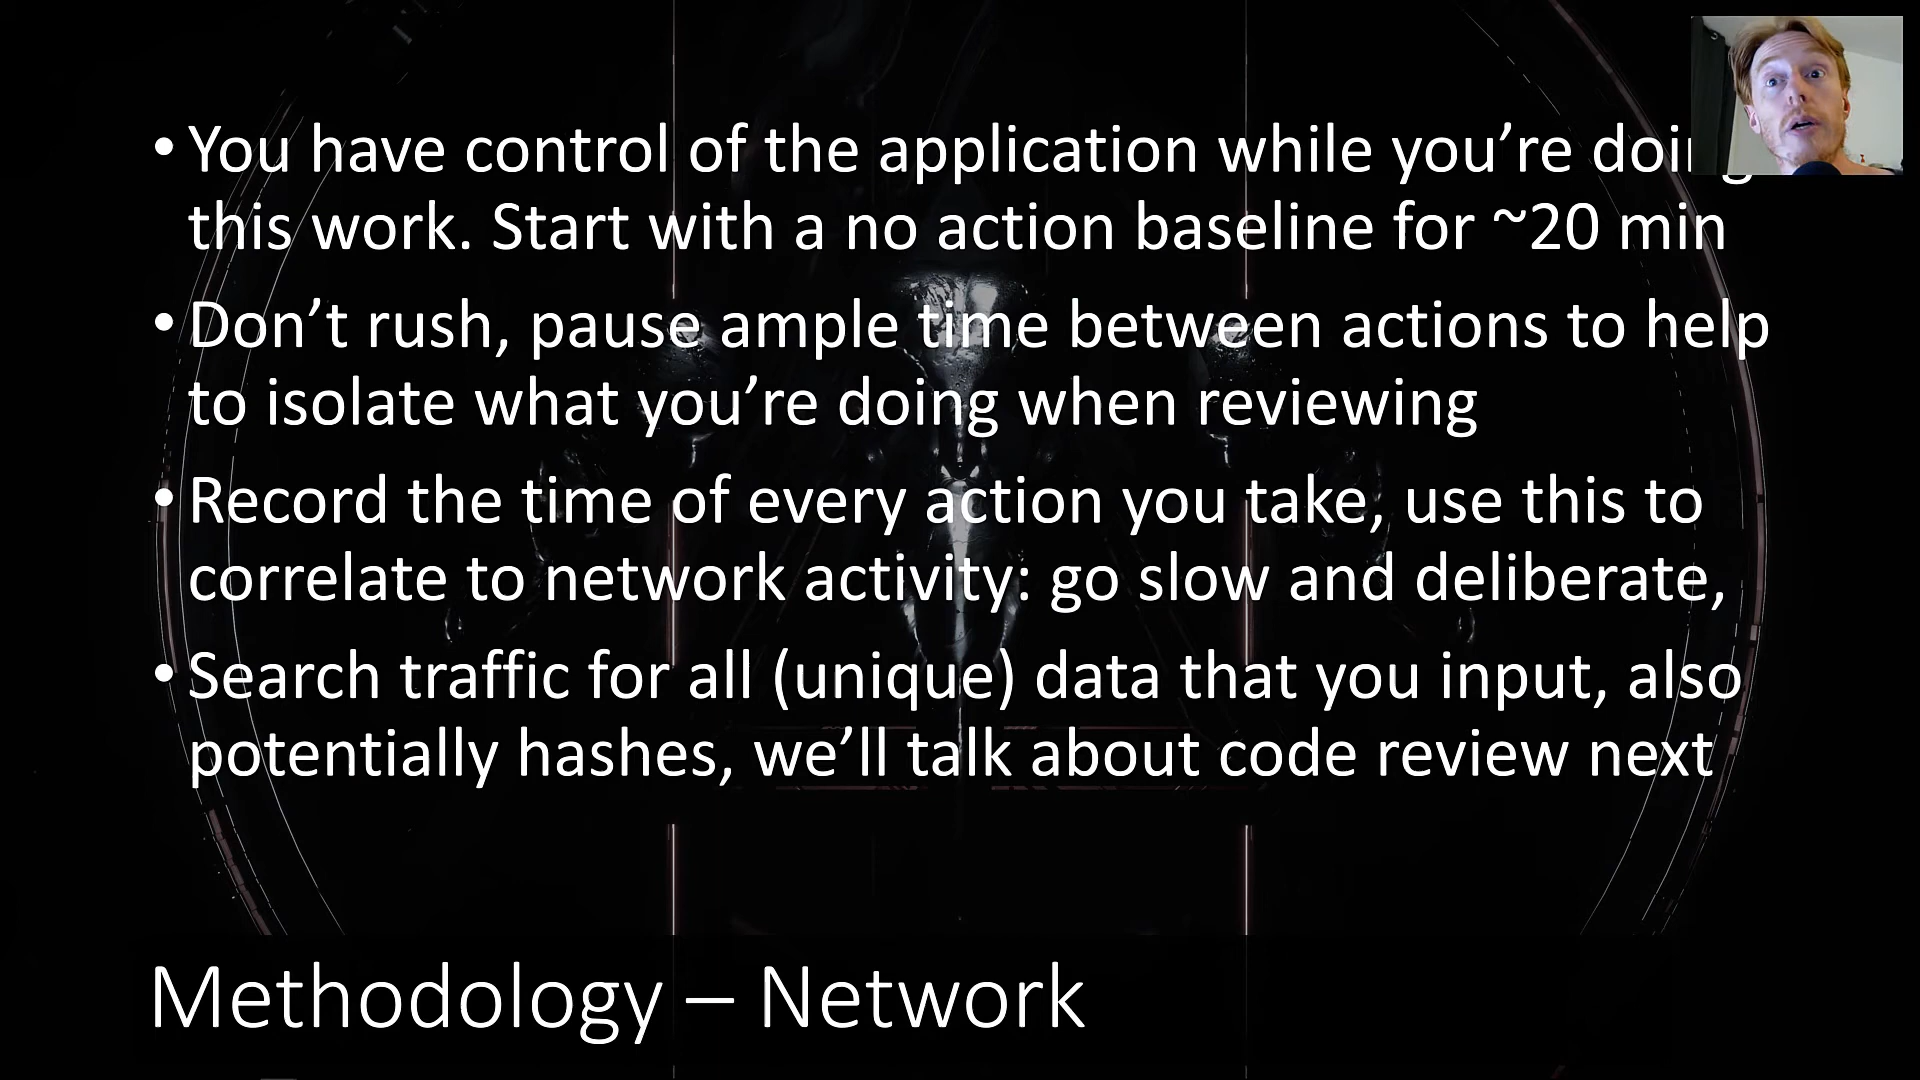 • You have control of the application while you’re doing
this work. Start with a no action baseline for ~20 min
• Don’t rush, pause ample time between actions to help
to isolate what you’re doing when reviewing
• Record the time of every action you take, use this to
correlate to network activity: go slow and deliberate,
• Search traffic for all (unique) data that you input, also
potentially hashes, we’ll talk about code review next
Methodology – Network